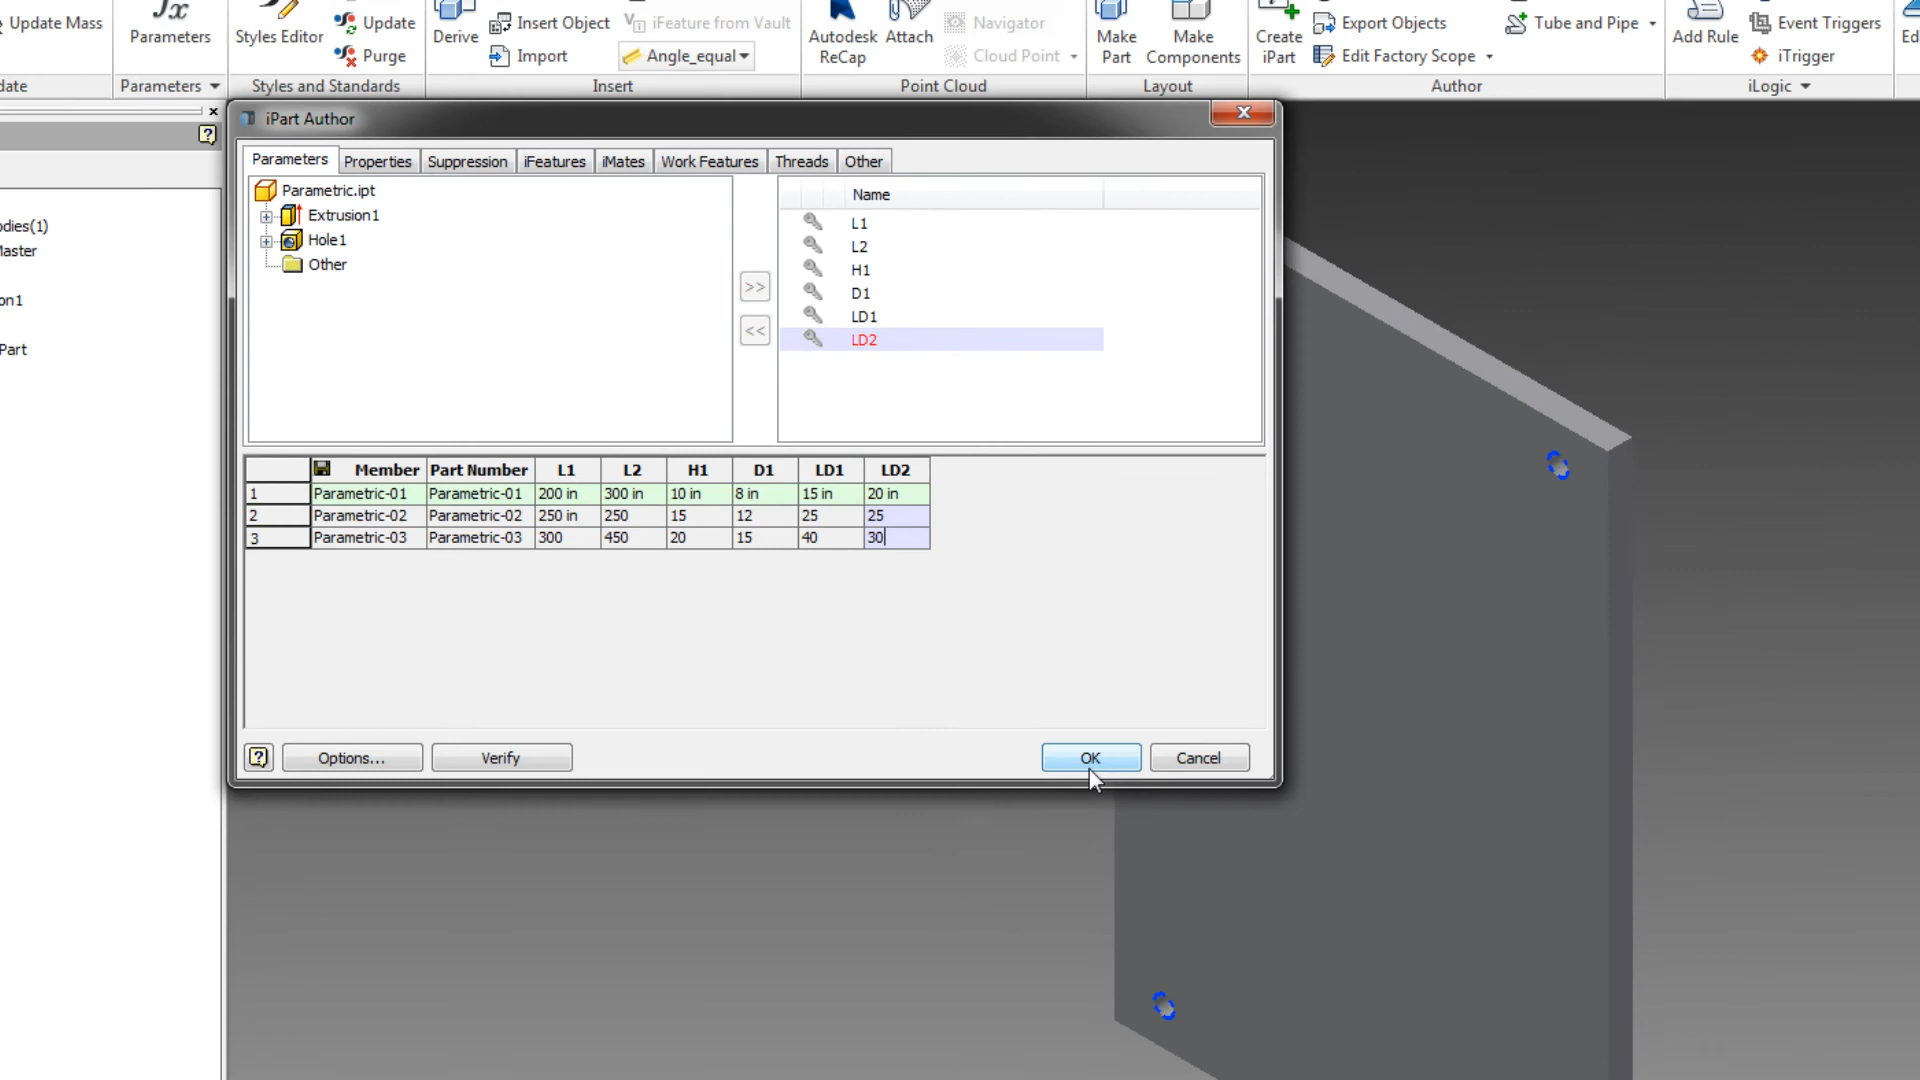 Update Mass
Parameters
Styles Editor
Update
Purge
Derive
Insert Object
Import
iFeature from Vault
Angle_equal
Autodesk ReCap
Attach
Navigator
Cloud Point
Make Part
Make Components
Create iPart
Export Objects
Edit Factory Scope
Tube and Pipe
Add Rule
Event Triggers
iTrigger
date
Parameters
Styles and Standards
Insert
Point Cloud
Layout
Author
iLogic
iPart Author
Parameters Properties Suppression iFeatures iMates Work Features Threads Other
Parametric.ipt
Extrusion1
Hole1
Other
>>
<<
Name
L1
L2
H1
D1
LD1
LD2
odies(1)
Master
on1
Part
Member Part Number L1 L2 H1 D1 LD1 LD2
1 Parametric-01 Parametric-01 200 in 300 in 10 in 8 in 15 in 20 in
2 Parametric-02 Parametric-02 250 in 250 15 12 25 25
3 Parametric-03 Parametric-03 300 450 20 15 40 30
Options... Verify OK Cancel